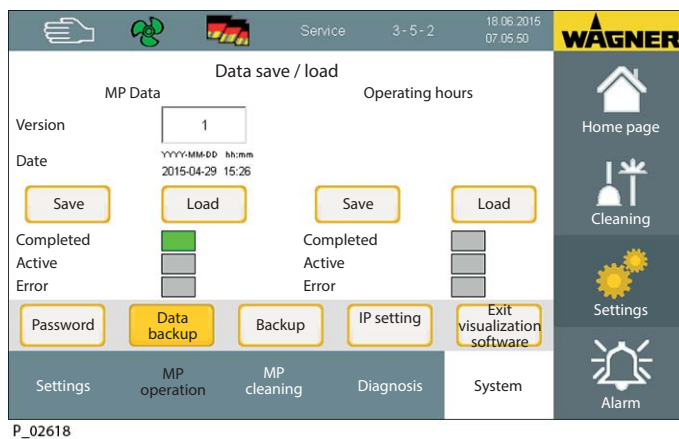 Service 3-5-2 18.06.2015
07.05.50
WAGNER
Data save / load
MP Data Operating hours
Version 1
Date YYYY-MM-DD hh:mm
2015-04-29 15:26
Save Load Save Load
Completed Completed
Active Active
Error Error
Password Data backup Backup IP setting Exit visualization software
Settings MP operation MP cleaning Diagnosis System
Home page
Cleaning
Settings
Alarm
P_02618